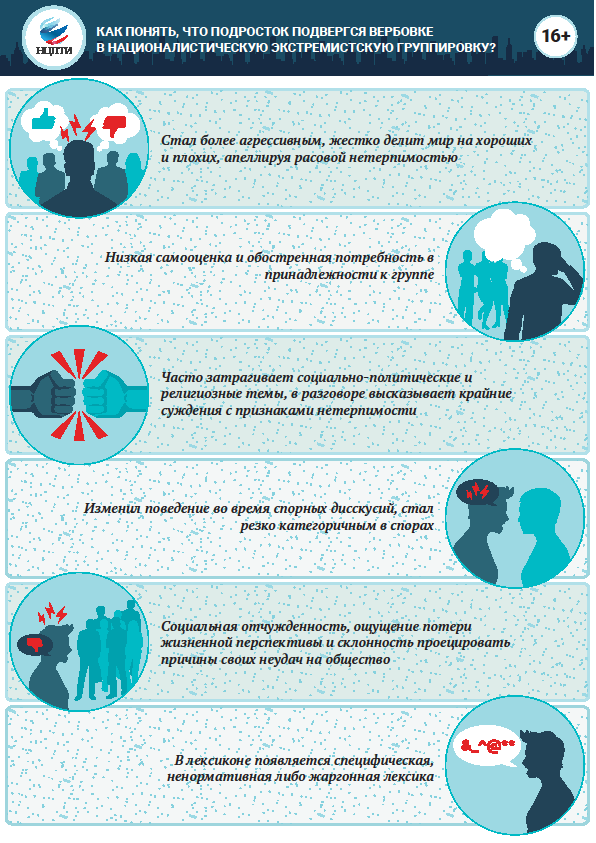 НЦПТИ
КАК ПОНЯТЬ, ЧТО ПОДРОСТОК ПОДВЕРГСЯ ВЕРБОВКЕ
В НАЦИОНАЛИСТИЧЕСКУЮ ЭКСТРЕМИСТСКУЮ ГРУППИРОВКУ?
16+
Стал более агрессивным, жестко делит мир на хороших
и плохих, апеллируя расовой нетерпимостью
Низкая самооценка и обостренная потребность в
принадлежности к группе
Часто затрагивает социально-политические и
религиозные темы, в разговоре высказывает крайние
суждения с признаками нетерпимости
Изменил поведение во время спорных дисскусий, стал
резко категоричным в спорах
Социальная отчужденность, ощущение потери
жизненной перспективы и склонность проецировать
причины своих неудач на общество
В лексиконе появляется специфическая,
ненормативная либо жаргонная лексика
&_^@**